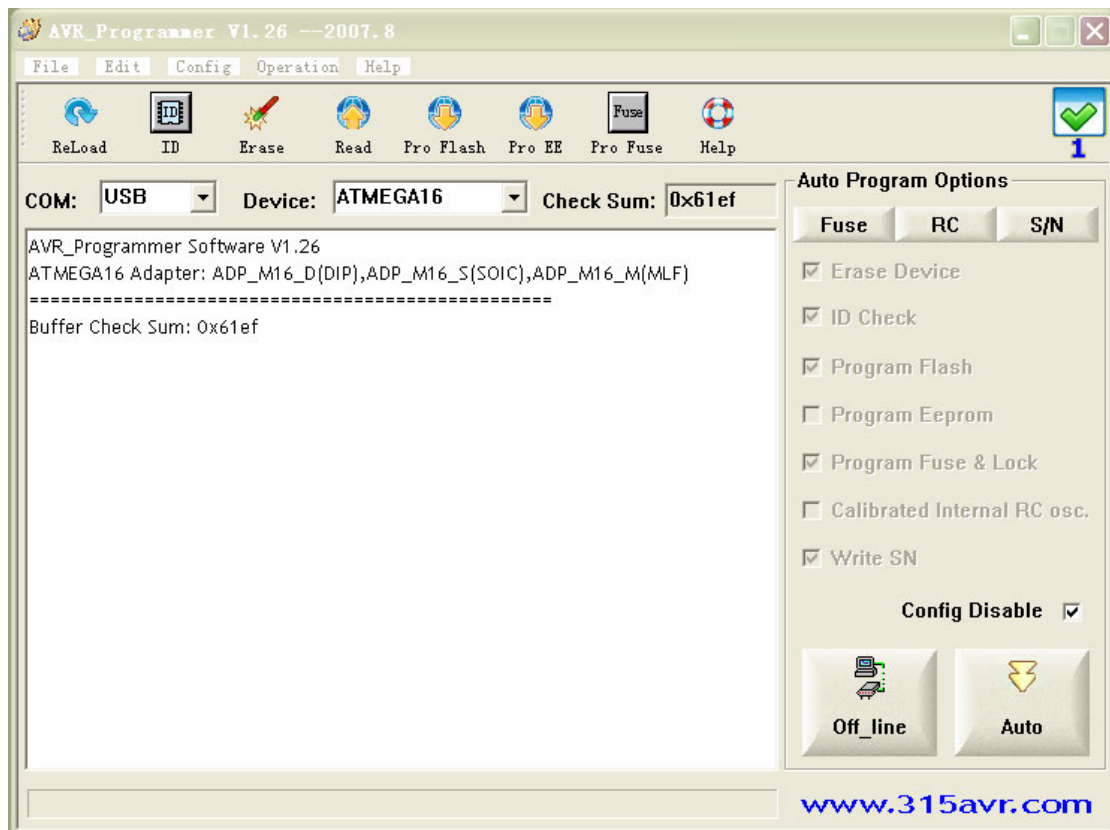 AVR_Programmer V1.26 --2007.8
File Edit Config Operation Help
ReLoad ID Erase Read Pro Flash Pro EE Pro Fuse Help
ID
Fuse
1
COM: USB Device: ATMEGA16 Check Sum: 0x61ef
AVR_Programmer Software V1.26
ATMEGA16 Adapter: ADP_M16_D(DIP),ADP_M16_S(SOIC),ADP_M16_M(MLF)
==================================================
Buffer Check Sum: 0x61ef
Auto Program Options
Fuse RC S/N
Erase Device
ID Check
Program Flash
Program Eeprom
Program Fuse & Lock
Calibrated Internal RC osc.
Write SN
Config Disable
Off_line Auto
www.315avr.com